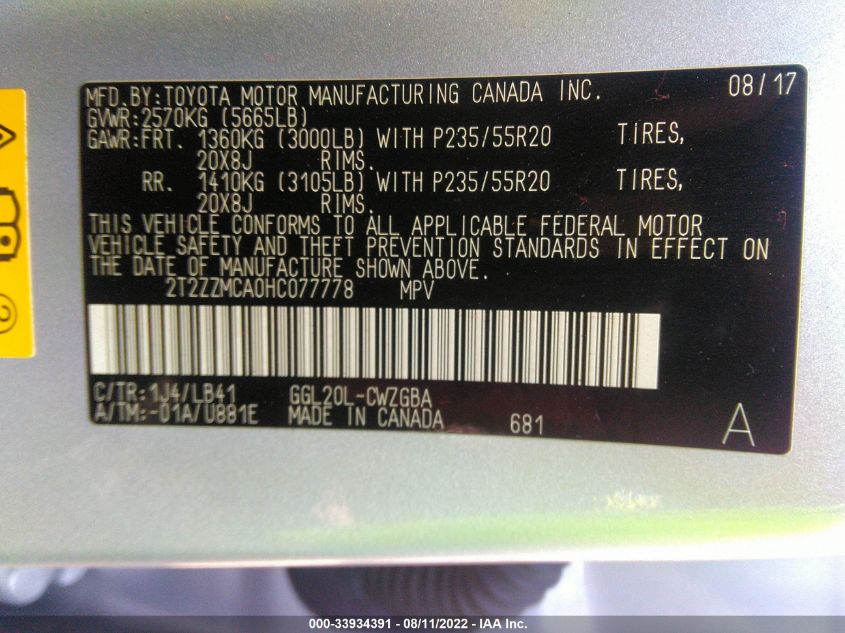 MFD.BY:TOYOTA MOTOR MANUFACTURING CANADA INC. 08/17
GVWR:2570KG (5665LB)
GAWR:FRT. 1360KG (3000LB) WITH P235/55R20 TIRES,
20X8J RIMS.
RR. 1410KG (3105LB) WITH P235/55R20 TIRES,
20X8J RIMS.
THIS VEHICLE CONFORMS TO ALL APPLICABLE FEDERAL MOTOR
VEHICLE SAFETY AND THEFT PREVENTION STANDARDS IN EFFECT ON
THE DATE OF MANUFACTURE SHOWN ABOVE.
2T2ZZMCA0HC077778 MPV
C/TR:1J4/LB41 GGL20L-CWZGBA
A/TM:-01A/U881E MADE IN CANADA 681 A
000-33934391 - 08/11/2022 - IAA Inc.